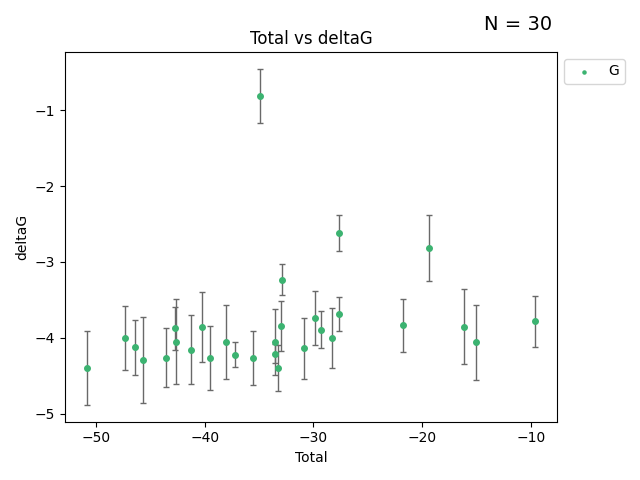 N = 30
Total vs deltaG
G
−1
−2
−3
−4
−5
deltaG
−50 −40 −30 −20 −10
Total